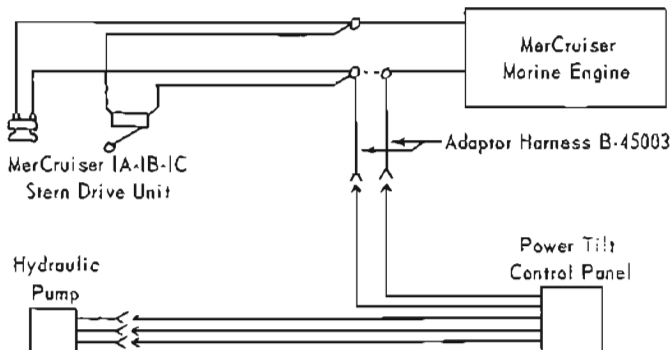 MerCruiser
Marine Engine
Adaptor Harness B-45003
MerCruiser IA-IB-IC
Stern Drive Unit
Power Tilt
Control Panel
Hydraulic
Pump